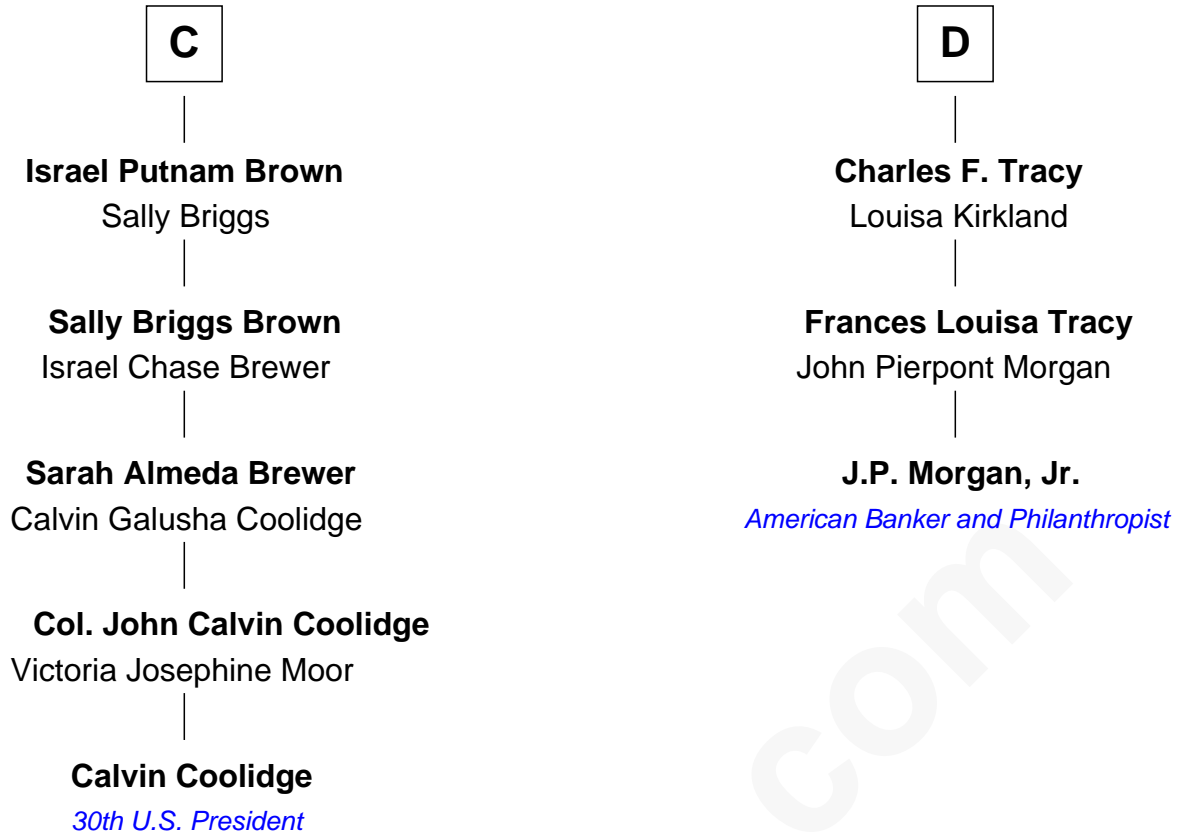 C
Israel Putnam Brown
Sally Briggs
Sally Briggs Brown
Israel Chase Brewer
Sarah Almeda Brewer
Calvin Galusha Coolidge
Col. John Calvin Coolidge
Victoria Josephine Moor
Calvin Coolidge
30th U.S. President
D
Charles F. Tracy
Louisa Kirkland
Frances Louisa Tracy
John Pierpont Morgan
J.P. Morgan, Jr.
American Banker and Philanthropist
com